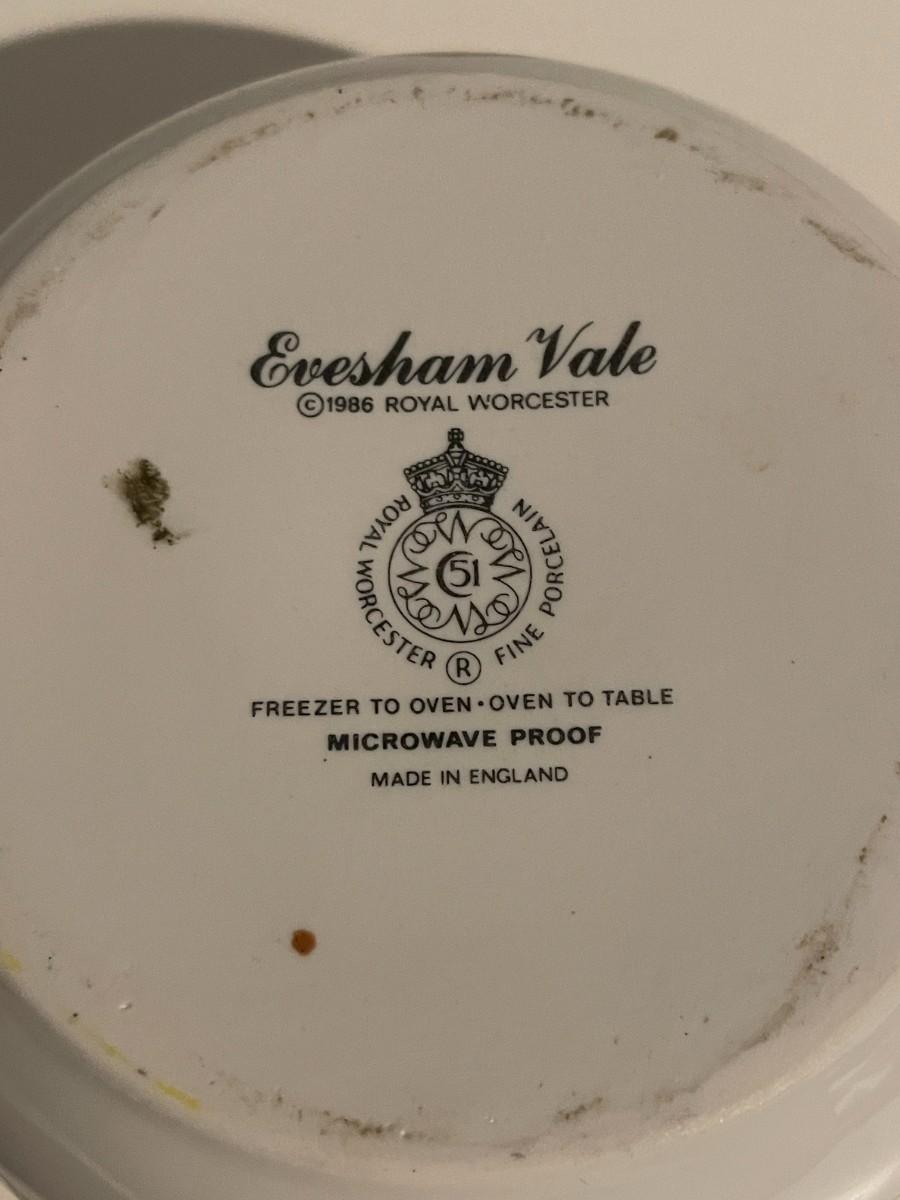 Evesham Vale
©1986 ROYAL WORCESTER
ROYAL WORCESTER ® FINE PORCELAIN
51
FREEZER TO OVEN • OVEN TO TABLE
MICROWAVE PROOF
MADE IN ENGLAND